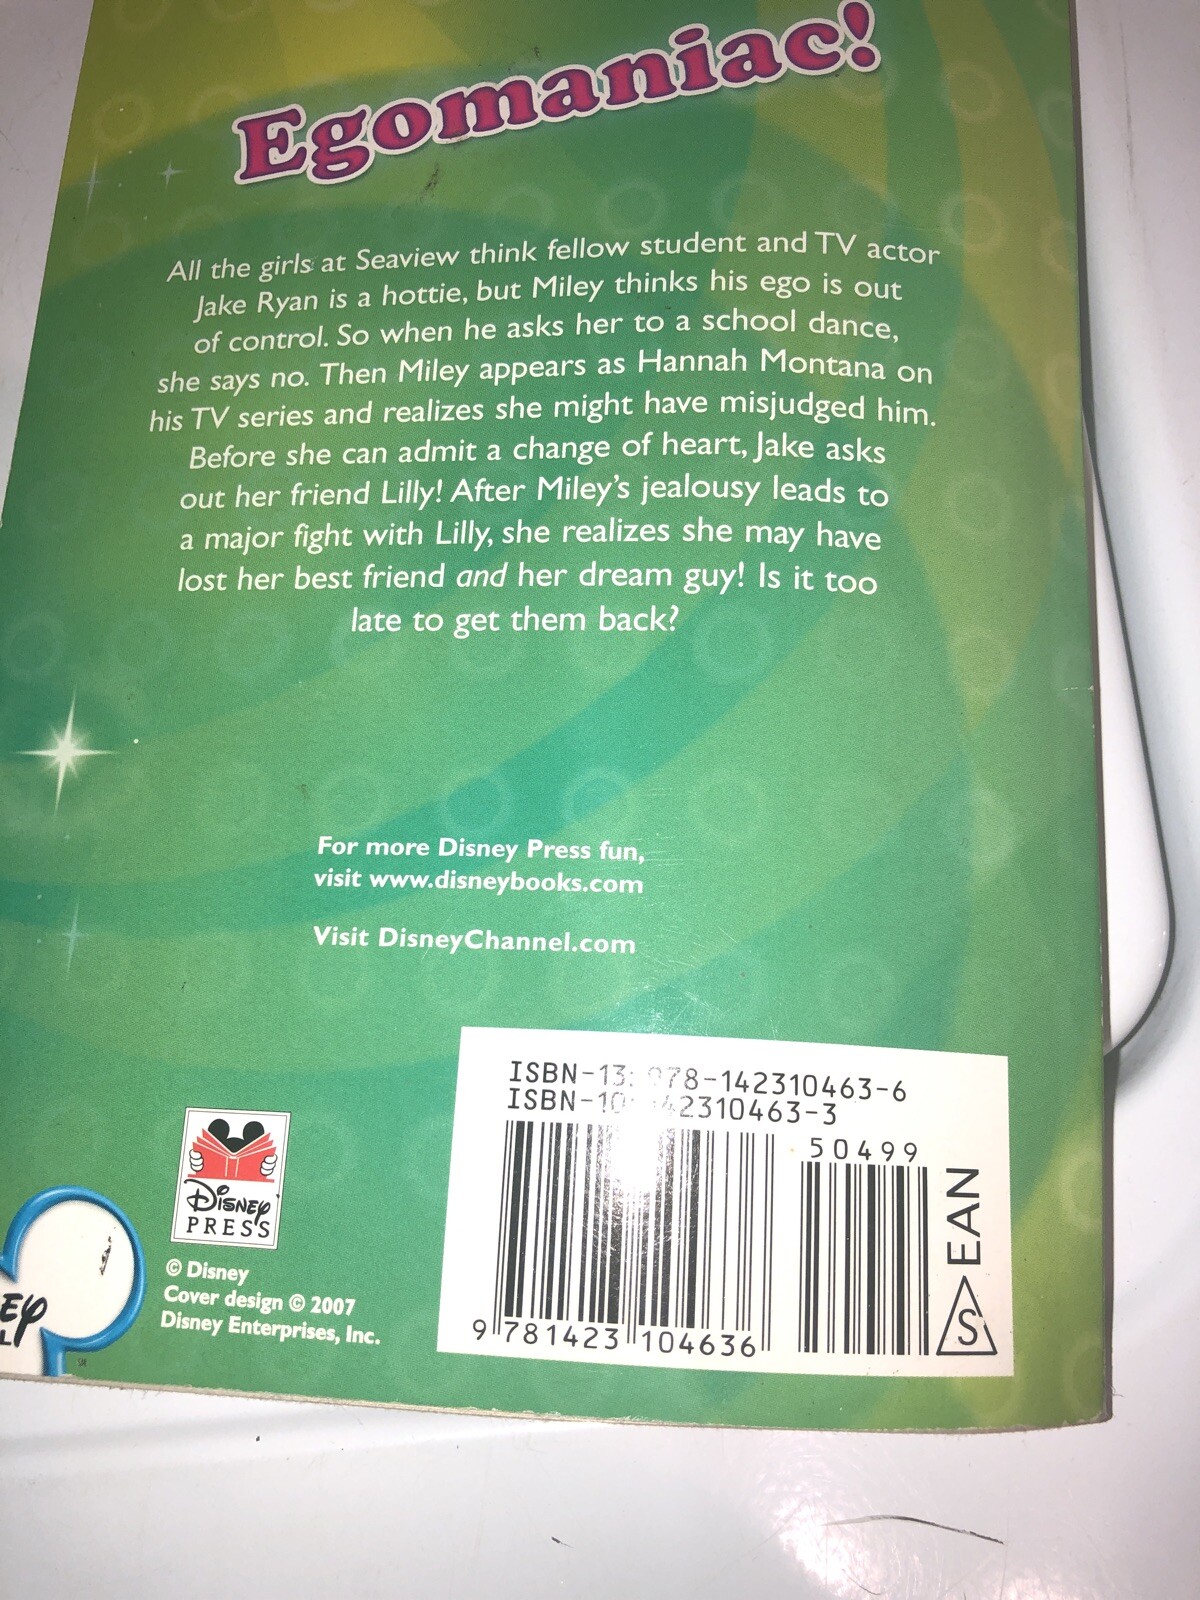 Egomaniac!
All the girls at Seaview think fellow student and TV actor
Jake Ryan is a hottie, but Miley thinks his ego is out
of control. So when he asks her to a school dance,
she says no. Then Miley appears as Hannah Montana on
his TV series and realizes she might have misjudged him.
Before she can admit a change of heart, Jake asks
out her friend Lilly! After Miley's jealousy leads to
a major fight with Lilly, she realizes she may have
lost her best friend and her dream guy! Is it too
late to get them back?
For more Disney Press fun,
visit www.disneybooks.com
Visit DisneyChannel.com
ISBN-13: 978-142310463-6
ISBN-10: 142310463-3
50499
EAN
S
9 781423 104636
DISNEY
PRESS
© Disney
Cover design © 2007
Disney Enterprises, Inc.
EY
L